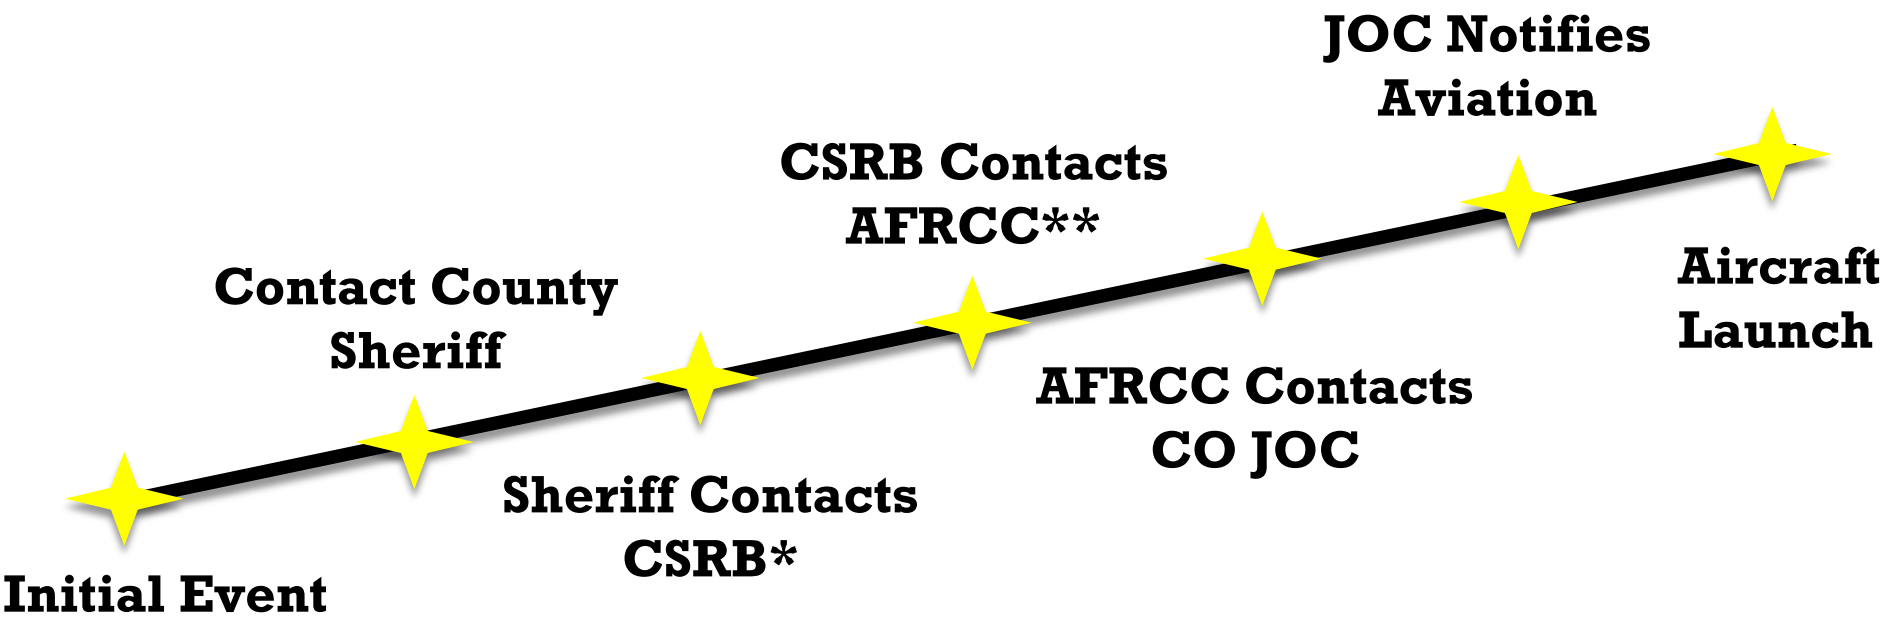 Initial Event
Contact County
Sheriff
Sheriff Contacts
CSRB*
CSRB Contacts
AFRCC**
AFRCC Contacts
CO JOC
JOC Notifies
Aviation
Aircraft
Launch